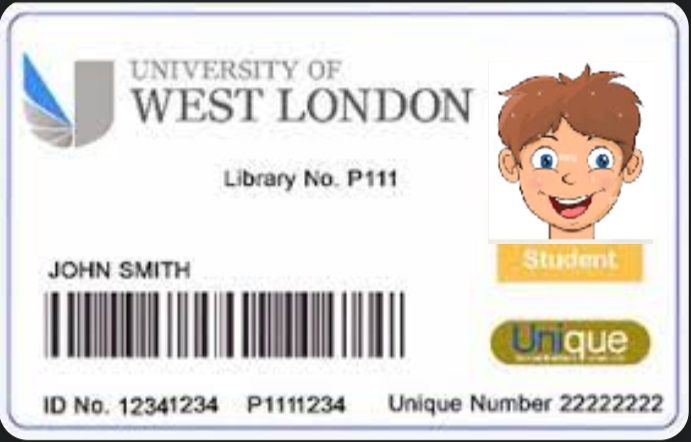 UNIVERSITY OF
WEST LONDON
Library No. P111
Student
JOHN SMITH
Unique
ID No. 12341234 P1111234 Unique Number 22222222